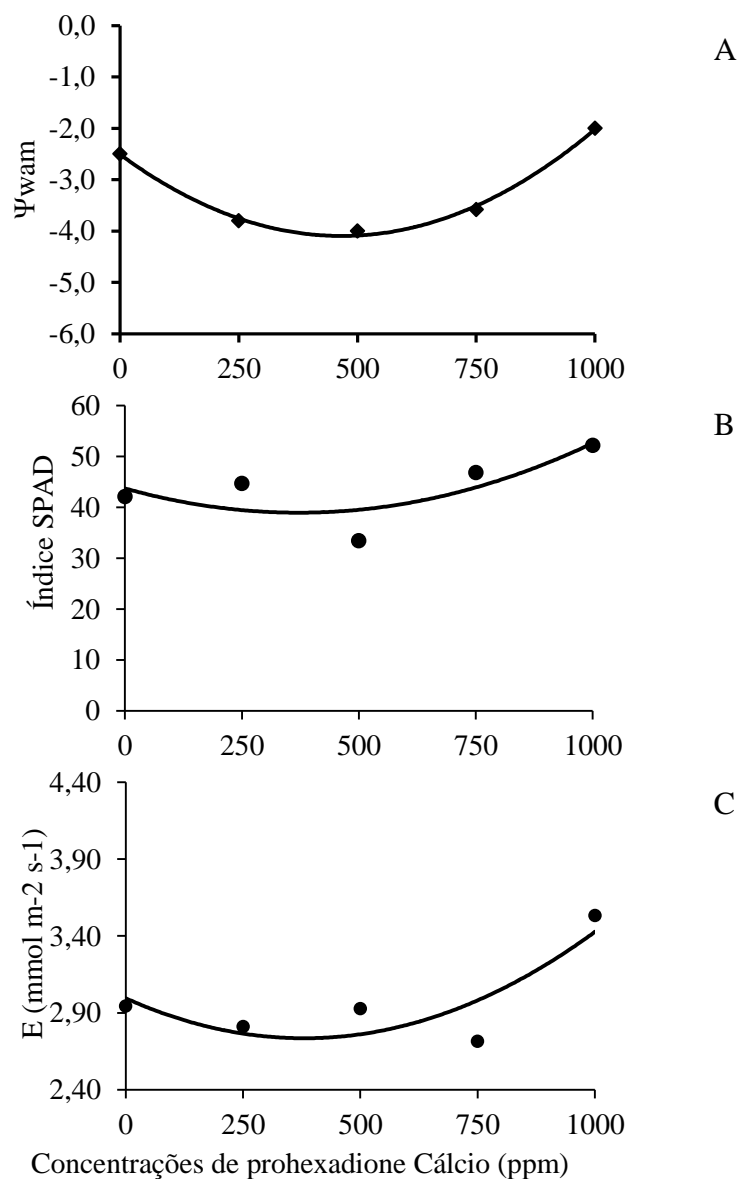 0,0
A
-1,0
-2,0
-3,0
-4,0
-5,0
-6,0
Ψwam
0 250 500 750 1000
60
B
50
40
30
20
10
0
Índice SPAD
0 250 500 750 1000
4,40
C
3,90
3,40
2,90
2,40
E (mmol m-2 s-1)
0 250 500 750 1000
Concentrações de prohexadione Cálcio (ppm)